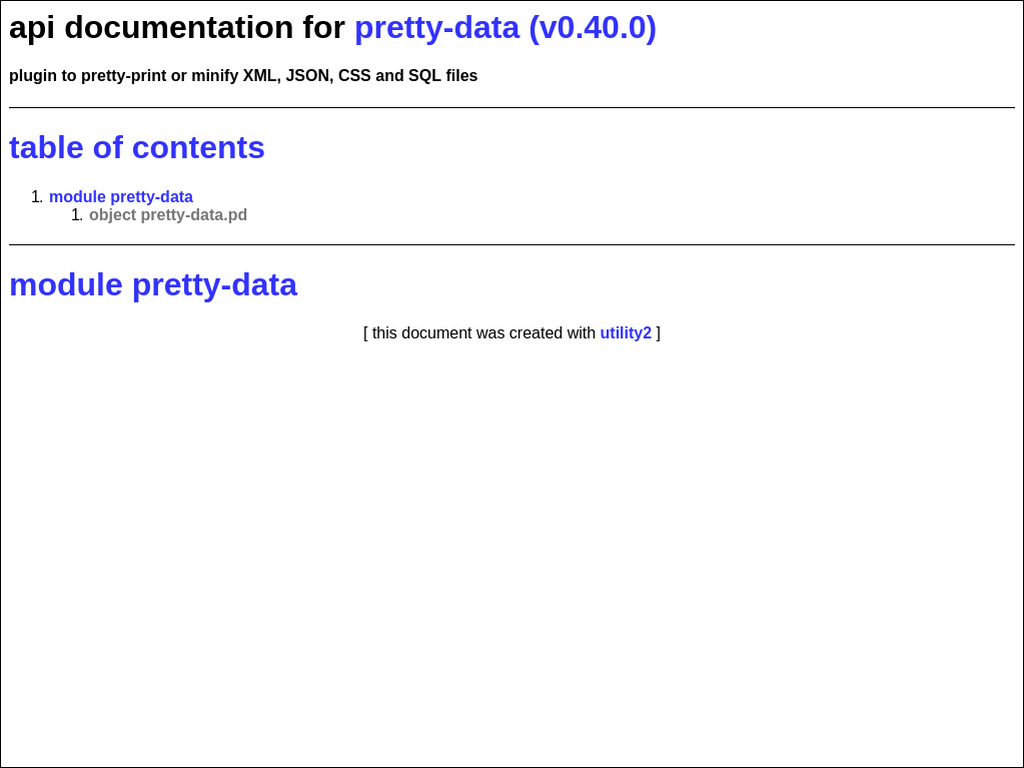 api documentation for pretty-data (v0.40.0)
plugin to pretty-print or minify XML, JSON, CSS and SQL files
table of contents
1. module pretty-data
1. object pretty-data.pd
module pretty-data
[ this document was created with utility2 ]